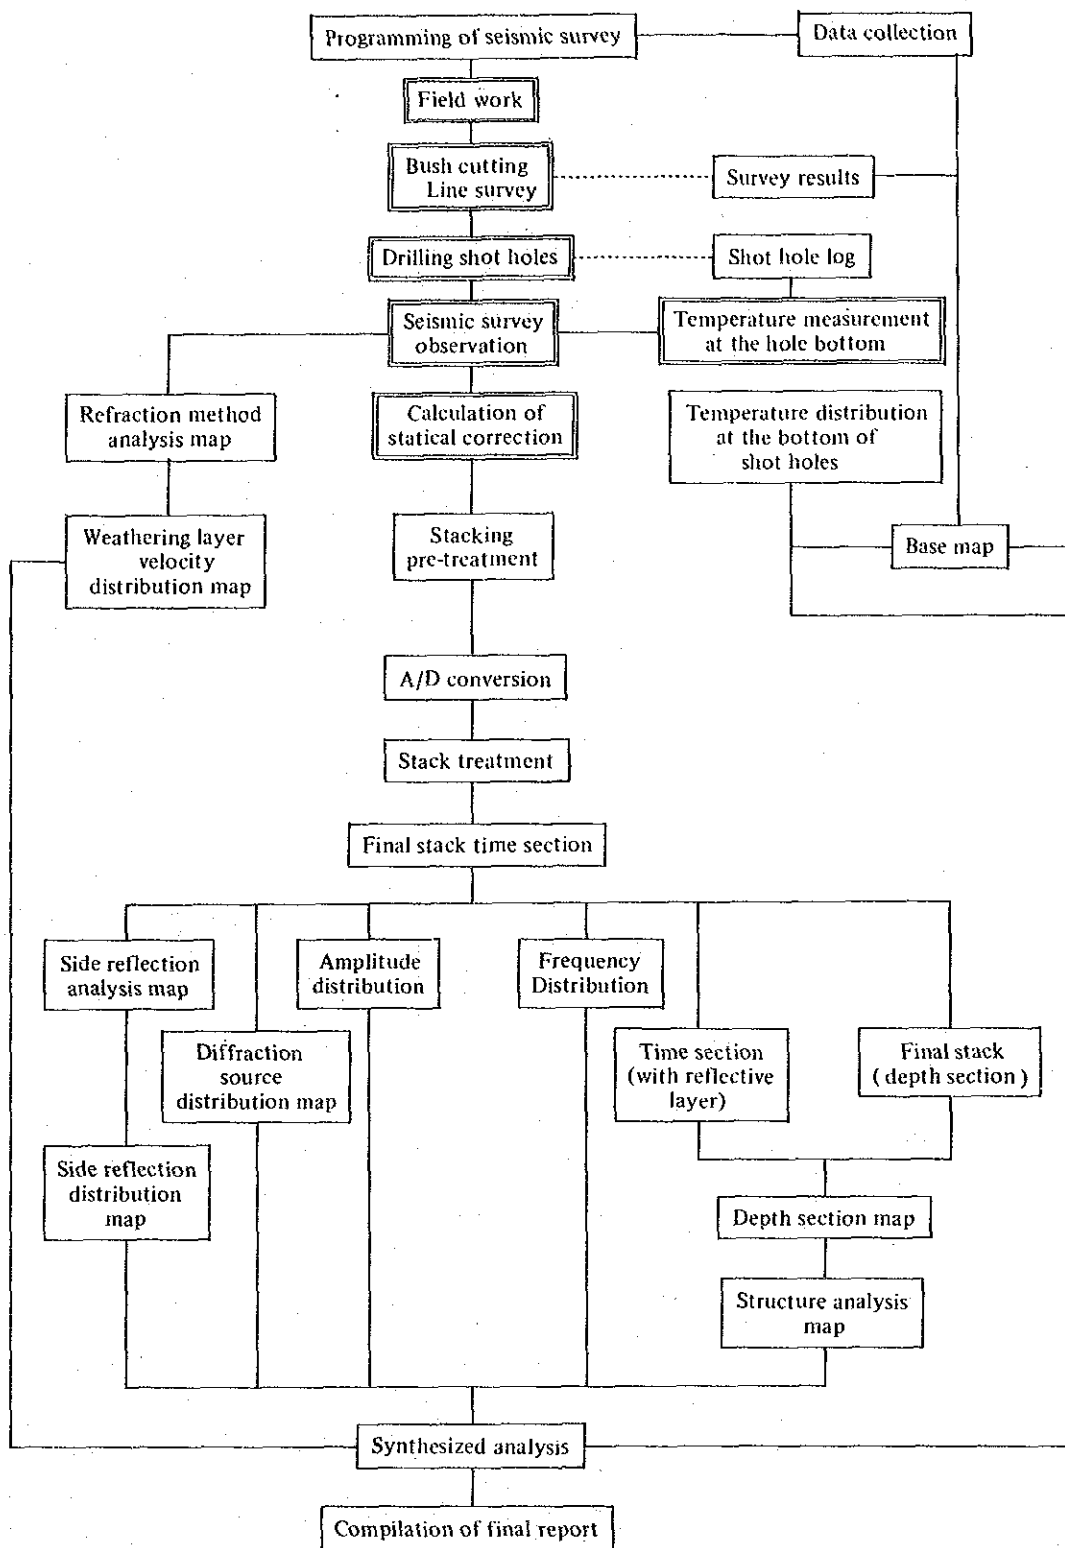 Programming of seismic survey
Data collection
Field work
Bush cutting
Line survey
Survey results
Drilling shot holes
Shot hole log
Seismic survey
observation
Temperature measurement
at the hole bottom
Refraction method
analysis map
Calculation of
statical correction
Temperature distribution
at the bottom of
shot holes
Weathering layer
velocity
distribution map
Stacking
pre-treatment
Base map
A/D conversion
Stack treatment
Final stack time section
Side reflection
analysis map
Amplitude
distribution
Frequency
Distribution
Diffraction
source
distribution map
Time section
(with reflective
layer)
Final stack
( depth section )
Side reflection
distribution
map
Depth section map
Structure analysis
map
Synthesized analysis
Compilation of final report